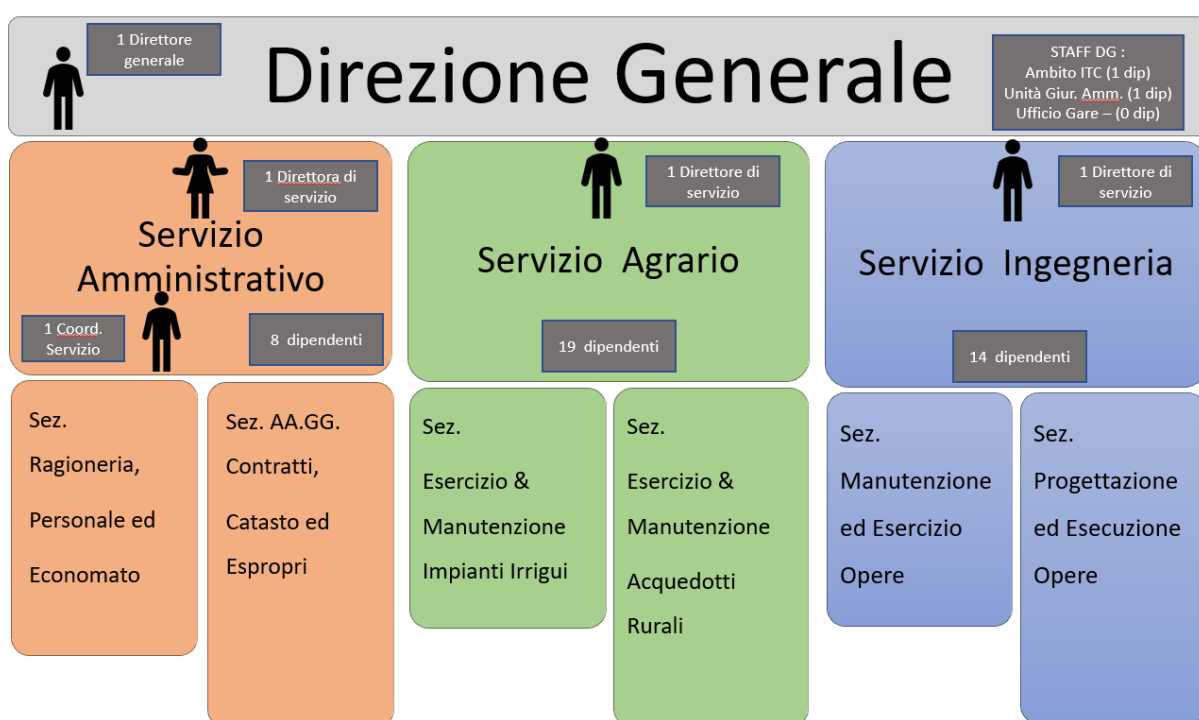 1 Direttore
generale
Direzione Generale
STAFF DG :
Ambito ITC (1 dip)
Unità Giur. Amm. (1 dip)
Ufficio Gare – (0 dip)
1 Direttora di
servizio
Servizio
Amministrativo
1 Coord.
Servizio
8 dipendenti
1 Direttore di
servizio
Servizio Agrario
19 dipendenti
1 Direttore di
servizio
Servizio Ingegneria
14 dipendenti
Sez.
Ragioneria,
Personale ed
Economato
Sez. AA.GG.
Contratti,
Catasto ed
Espropri
Sez.
Esercizio &
Manutenzione
Impianti Irrigui
Sez.
Esercizio &
Manutenzione
Acquedotti
Rurali
Sez.
Manutenzione
ed Esercizio
Opere
Sez.
Progettazione
ed Esecuzione
Opere